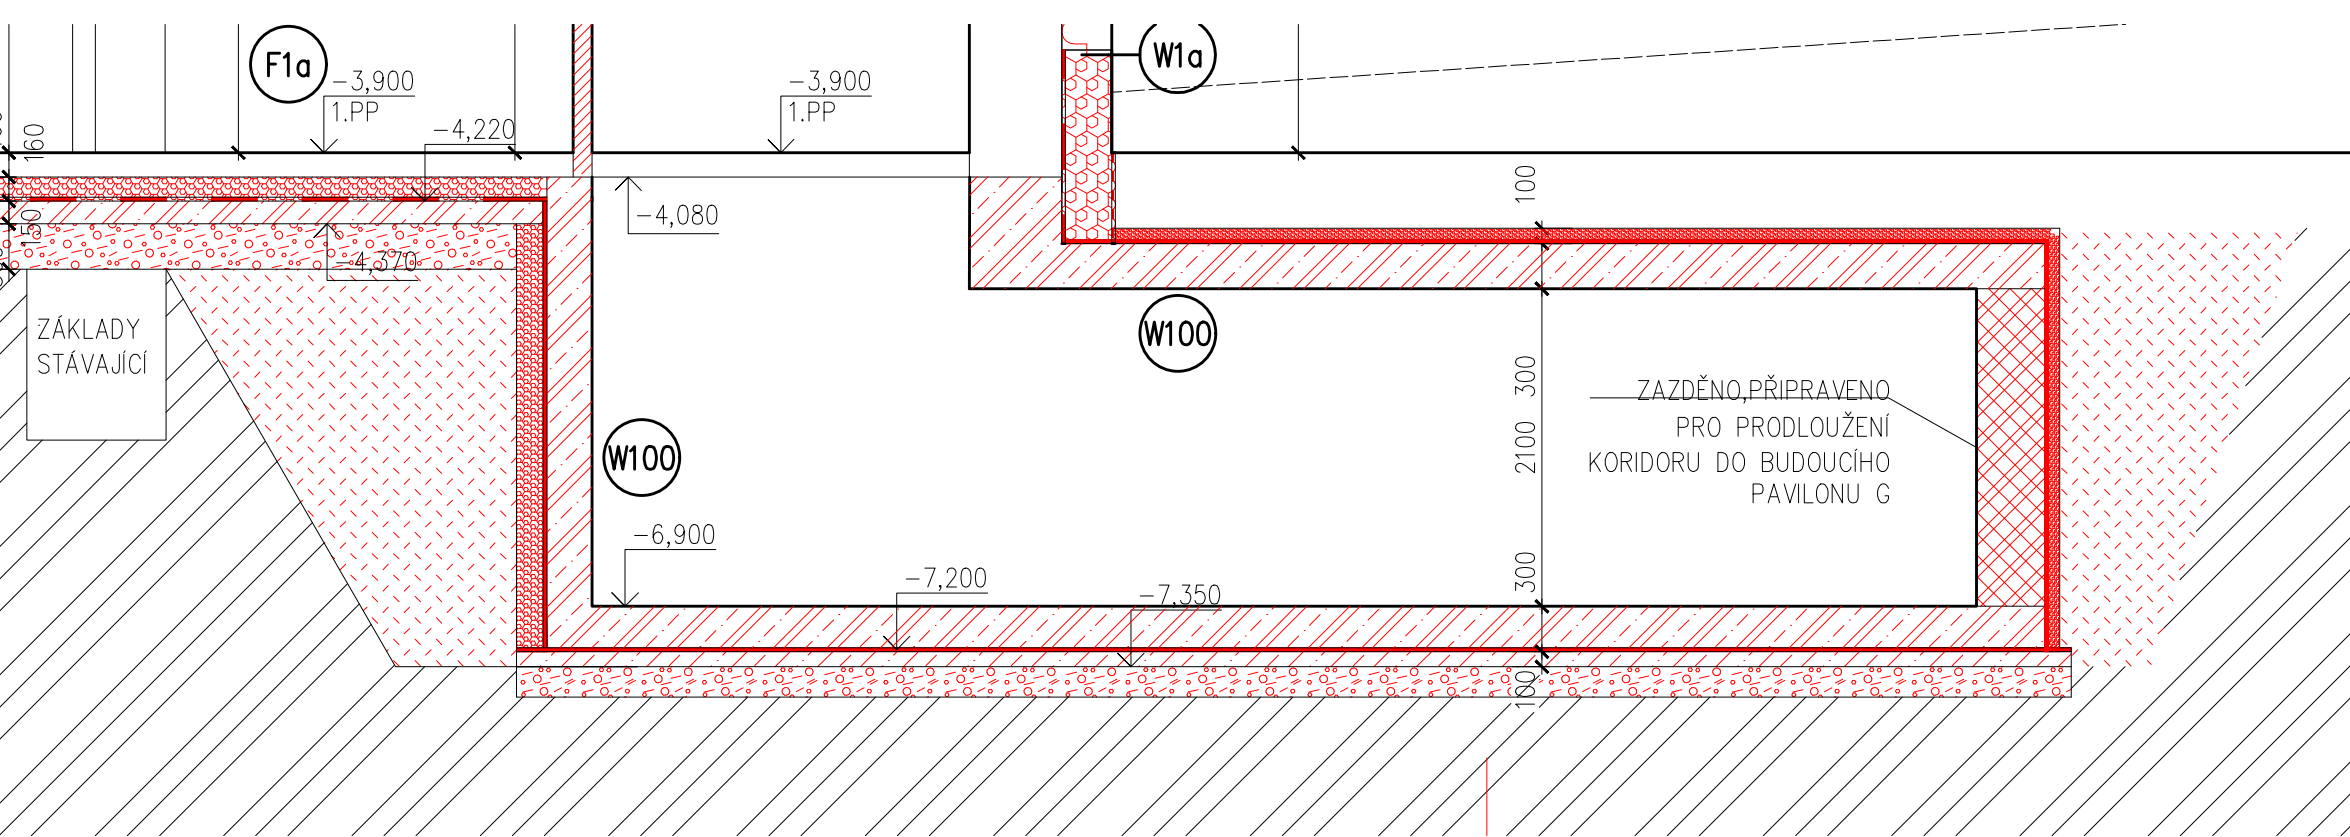 F1a
-3,900
1.PP
-4,220
-3,900
1.PP
W1a
160
150
-4,080
-4,370
100
ZÁKLADY
STÁVAJÍCÍ
W100
W100
300
2100
300
100
ZAZDĚNO,PŘIPRAVENO
PRO PRODLOUŽENÍ
KORIDORU DO BUDOUCÍHO
PAVILONU G
-6,900
-7,200
-7,350